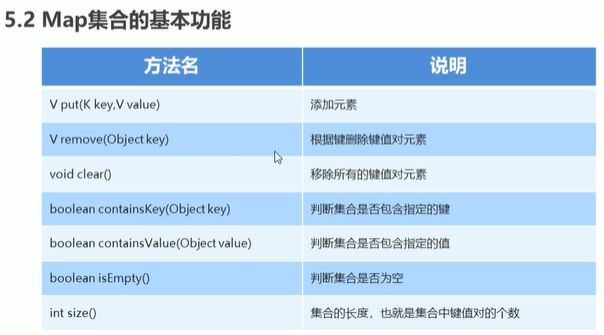 5.2 Map集合的基本功能
方法名 说明
V put(K key,V value) 添加元素
V remove(Object key) 根据键删除键值对元素
void clear() 移除所有的键值对元素
boolean containsKey(Object key) 判断集合是否包含指定的键
boolean containsValue(Object value) 判断集合是否包含指定的值
boolean isEmpty() 判断集合是否为空
int size() 集合的长度，也就是集合中键值对的个数